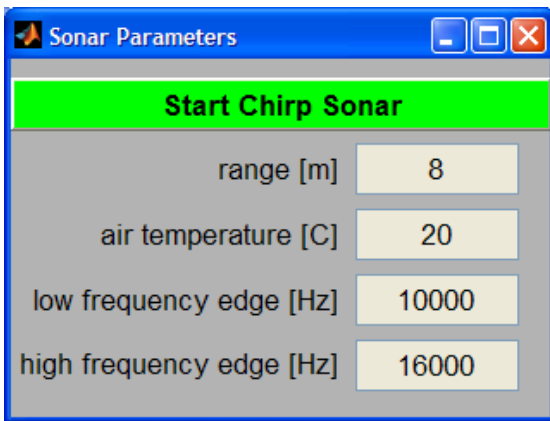 Sonar Parameters
Start Chirp Sonar
range [m] 8
air temperature [C] 20
low frequency edge [Hz] 10000
high frequency edge [Hz] 16000